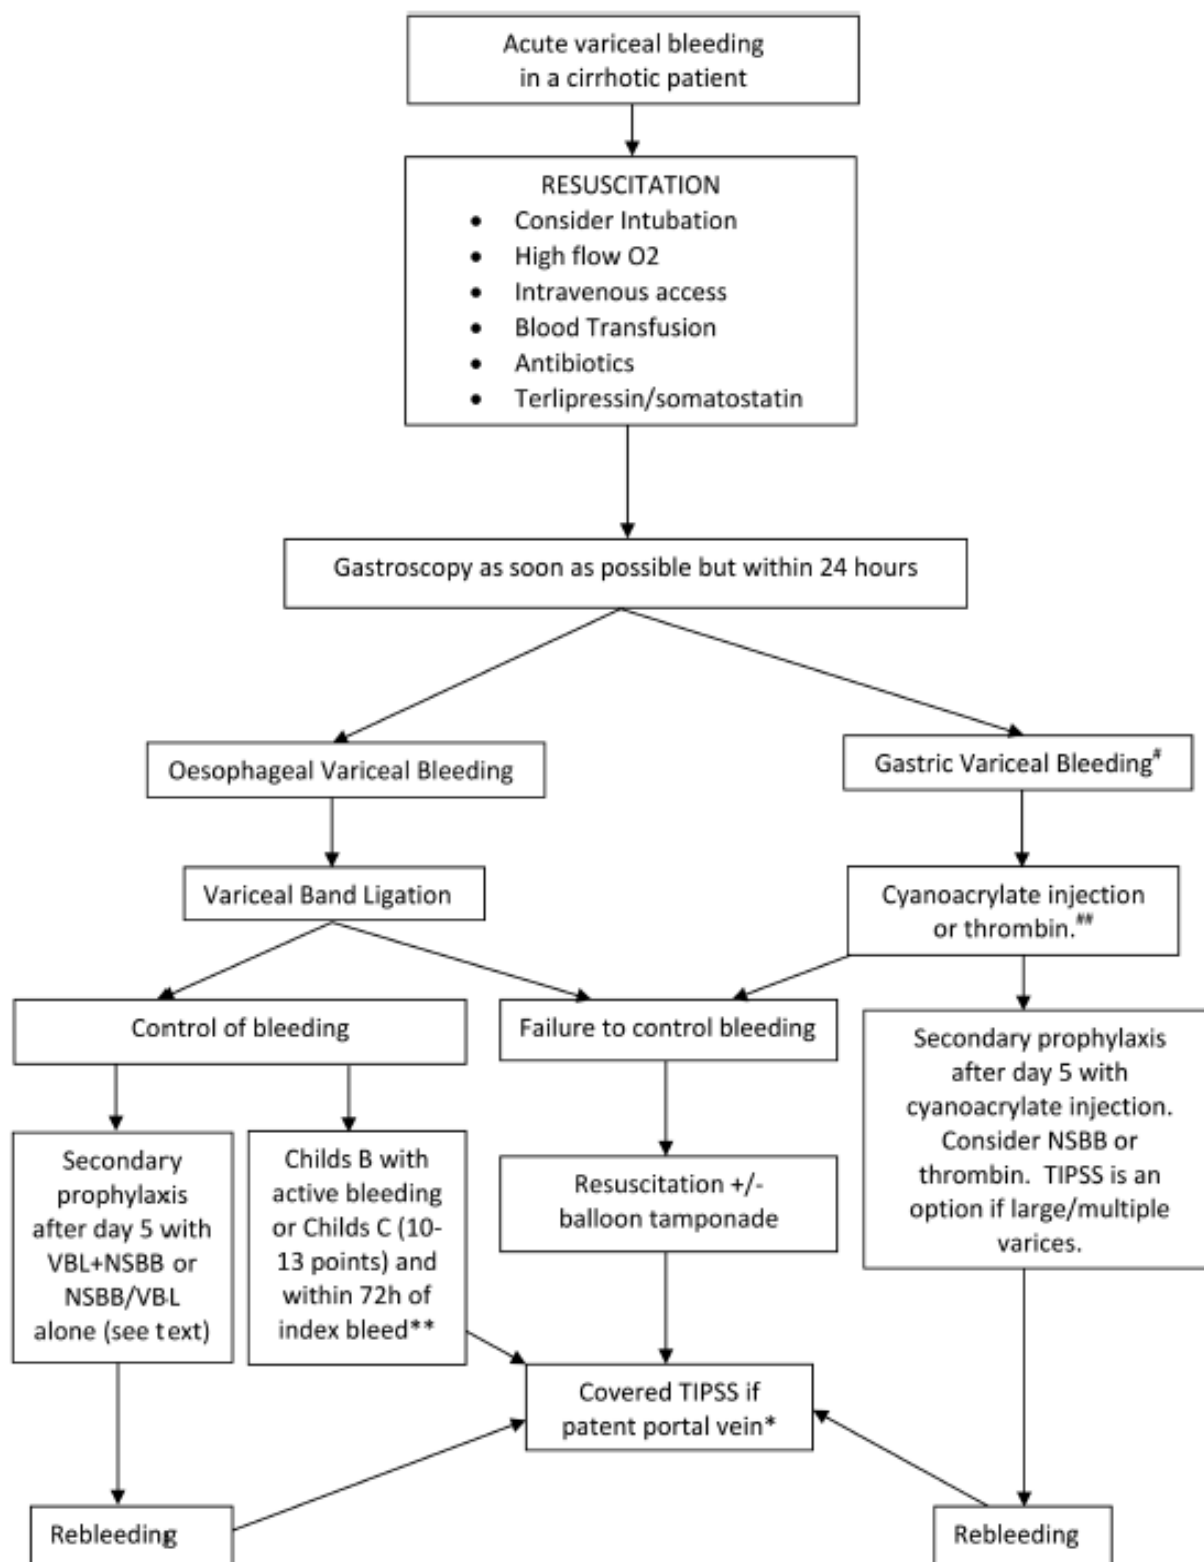 Acute variceal bleeding
in a cirrhotic patient
RESUSCITATION
• Consider Intubation
• High flow O2
• Intravenous access
• Blood Transfusion
• Antibiotics
• Terlipressin/somatostatin
Gastroscopy as soon as possible but within 24 hours
Oesophageal Variceal Bleeding
Gastric Variceal Bleeding#
Variceal Band Ligation
Cyanoacrylate injection
or thrombin.##
Control of bleeding
Failure to control bleeding
Secondary prophylaxis
after day 5 with
cyanoacrylate injection.
Consider NSBB or
thrombin. TIPSS is an
option if large/multiple
varices.
Secondary
prophylaxis
after day 5 with
VBL+NSBB or
NSBB/VBL
alone (see text)
Childs B with
active bleeding
or Childs C (10-
13 points) and
within 72h of
index bleed**
Resuscitation +/-
balloon tamponade
Covered TIPSS if
patent portal vein*
Rebleeding
Rebleeding